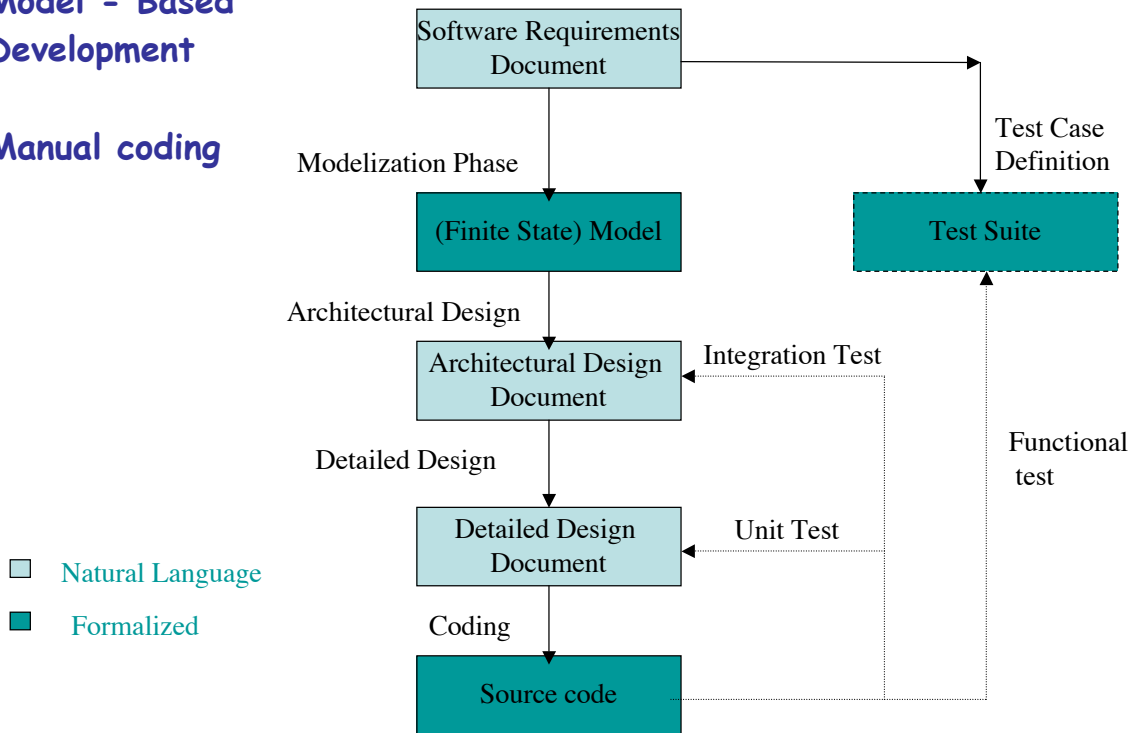 Model - Based
Development
Manual coding
Software Requirements
Document
Test Case
Definition
Modelization Phase
(Finite State) Model
Test Suite
Architectural Design
Architectural Design
Document
Integration Test
Functional
test
Detailed Design
Detailed Design
Document
Unit Test
Natural Language
Formalized
Coding
Source code